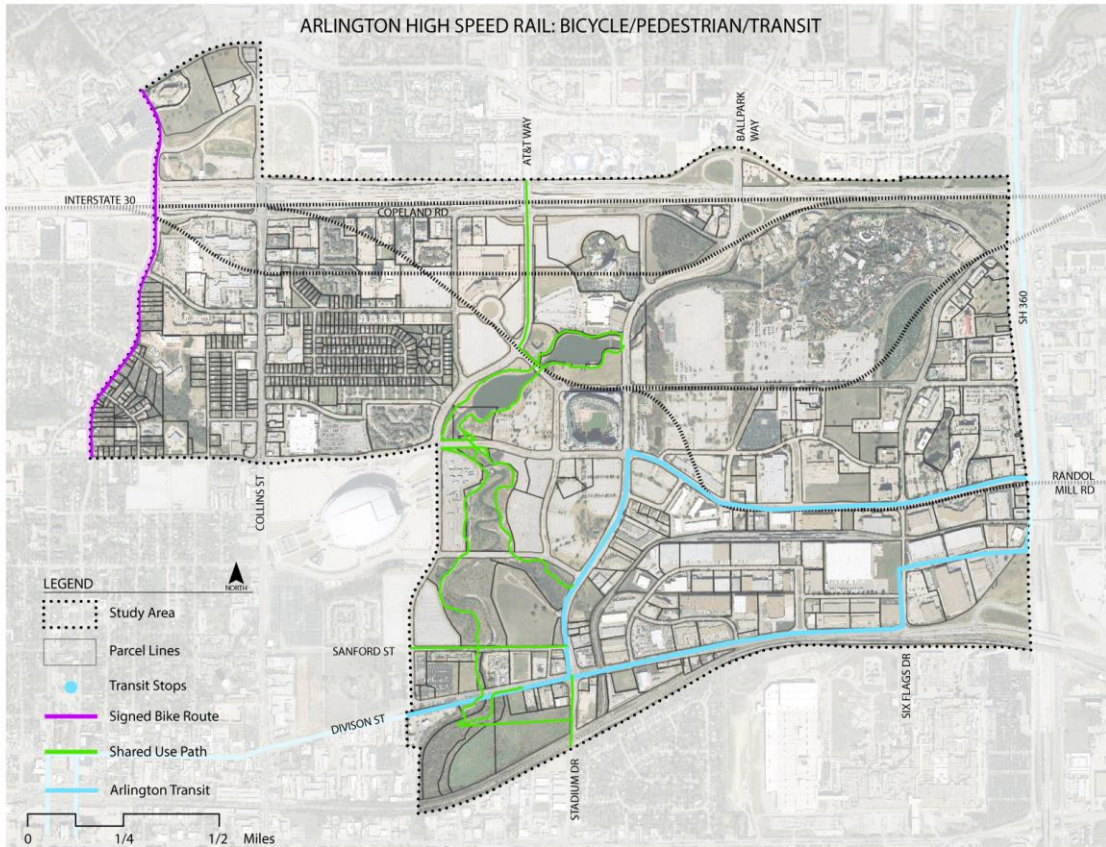 ARLINGTON HIGH SPEED RAIL: BICYCLE/PEDESTRIAN/TRANSIT
AT&T WAY
BALLPARK
WAY
INTERSTATE 30
COPELAND RD
SH 360
COLLINS ST
RANDOL
MILL RD
NORTH
LEGEND
Study Area
Parcel Lines
Transit Stops
Signed Bike Route
Shared Use Path
Arlington Transit
SANFORD ST
DIVISON ST
SIX FLAGS DR
STADIUM DR
0 1/4 1/2 Miles